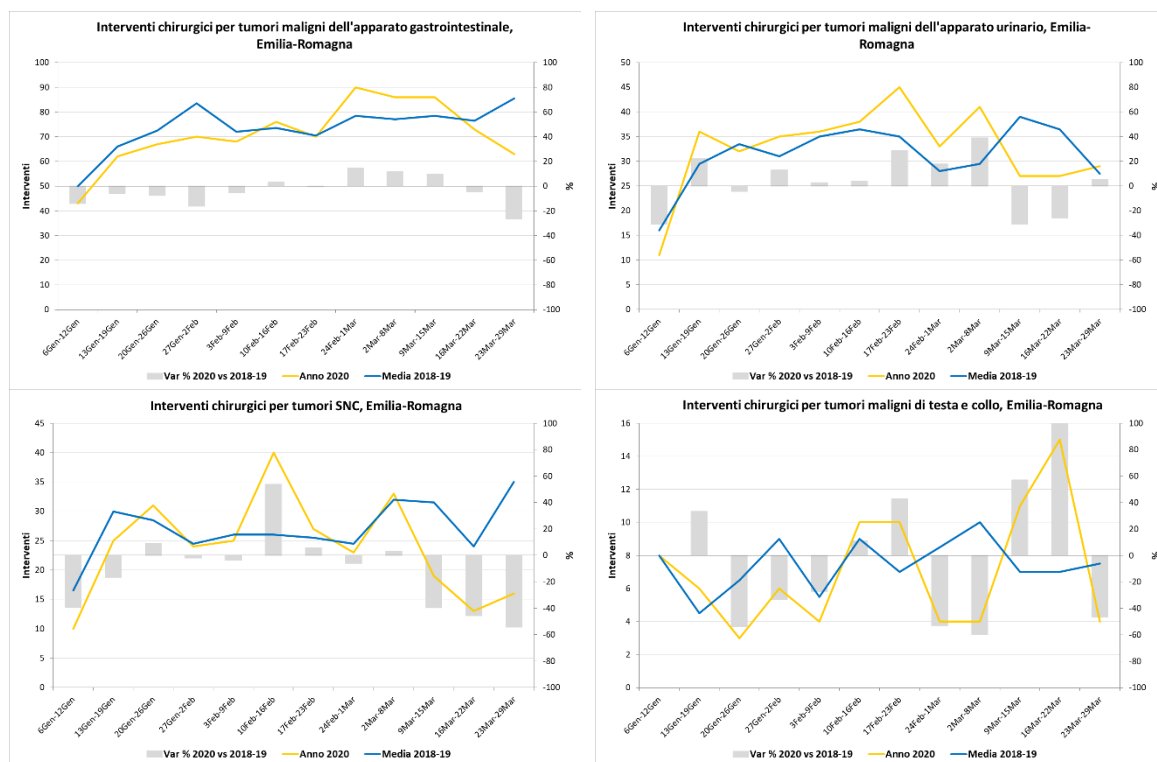 Interventi chirurgici per tumori maligni dell'apparato gastrointestinale,
Emilia-Romagna
Interventi
100
90
80
70
60
50
40
30
20
10
0
100
80
60
40
20
0
-20
-40
-60
-80
-100
%
6Gen-12Gen
13Gen-19Gen
20Gen-26Gen
27Gen-2Feb
3Feb-9Feb
10Feb-16Feb
17Feb-23Feb
24Feb-1Mar
2Mar-8Mar
9Mar-15Mar
16Mar-22Mar
23Mar-29Mar
Var % 2020 vs 2018-19 Anno 2020 Media 2018-19
Interventi chirurgici per tumori maligni dell'apparato urinario, Emilia-
Romagna
Interventi
50
45
40
35
30
25
20
15
10
5
0
100
80
60
40
20
0
-20
-40
-60
-80
-100
%
6Gen-12Gen
13Gen-19Gen
20Gen-26Gen
27Gen-2Feb
3Feb-9Feb
10Feb-16Feb
17Feb-23Feb
24Feb-1Mar
2Mar-8Mar
9Mar-15Mar
16Mar-22Mar
23Mar-29Mar
Var % 2020 vs 2018-19 Anno 2020 Media 2018-19
Interventi chirurgici per tumori SNC, Emilia-Romagna
Interventi
45
40
35
30
25
20
15
10
5
0
100
80
60
40
20
0
-20
-40
-60
-80
-100
%
6Gen-12Gen
13Gen-19Gen
20Gen-26Gen
27Gen-2Feb
3Feb-9Feb
10Feb-16Feb
17Feb-23Feb
24Feb-1Mar
2Mar-8Mar
9Mar-15Mar
16Mar-22Mar
23Mar-29Mar
Var % 2020 vs 2018-19 Anno 2020 Media 2018-19
Interventi chirurgici per tumori maligni di testa e collo, Emilia-Romagna
Interventi
16
14
12
10
8
6
4
2
0
100
80
60
40
20
0
-20
-40
-60
-80
-100
%
6Gen-12Gen
13Gen-19Gen
20Gen-26Gen
27Gen-2Feb
3Feb-9Feb
10Feb-16Feb
17Feb-23Feb
24Feb-1Mar
2Mar-8Mar
9Mar-15Mar
16Mar-22Mar
23Mar-29Mar
Var % 2020 vs 2018-19 Anno 2020 Media 2018-19